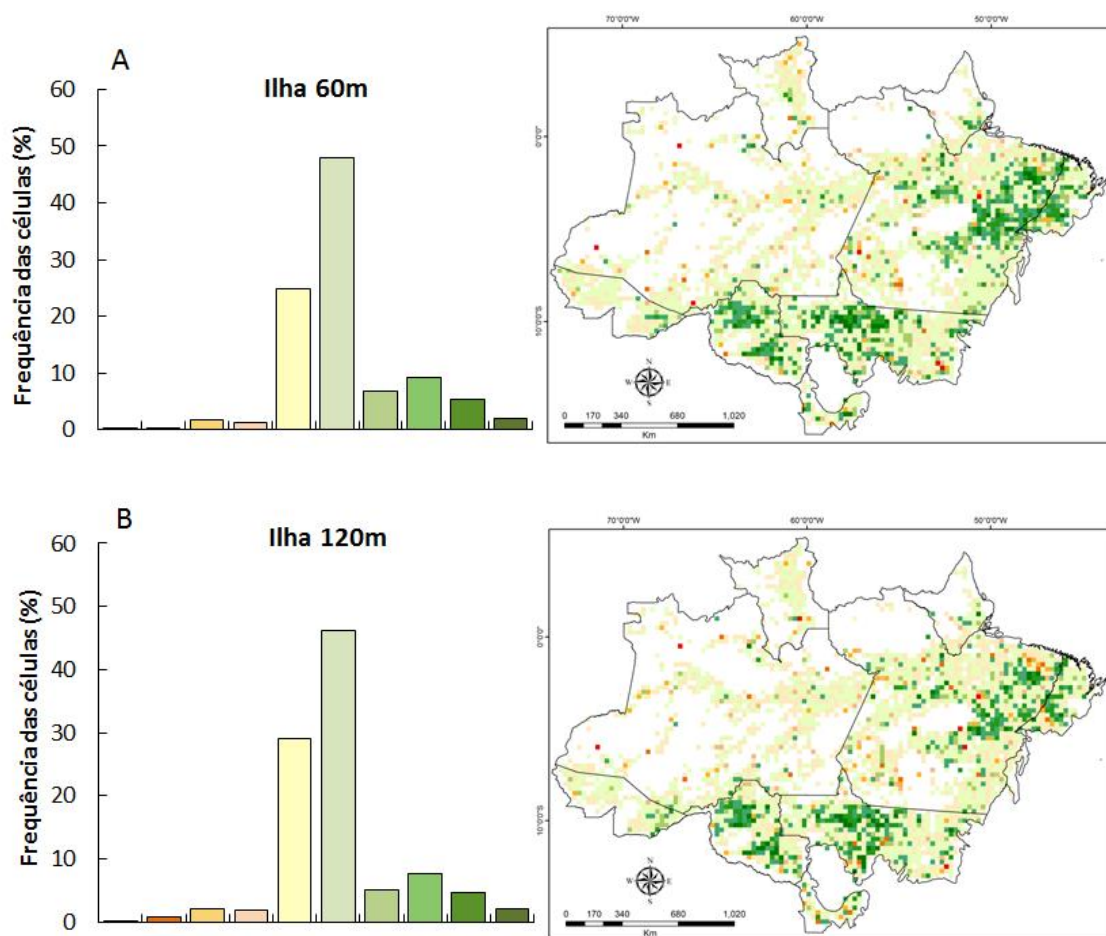 A
Ilha 60m
Frequência das células (%)
60
50
40
30
20
10
0
70°0'0"W 60°0'0"W 50°0'0"W
0°0'0"
10°0'0"S
N
W E
S
0 170 340 680 1,020
Km
B
Ilha 120m
Frequência das células (%)
60
50
40
30
20
10
0
70°0'0"W 60°0'0"W 50°0'0"W
0°0'0"
10°0'0"S
N
W E
S
0 170 340 680 1,020
Km